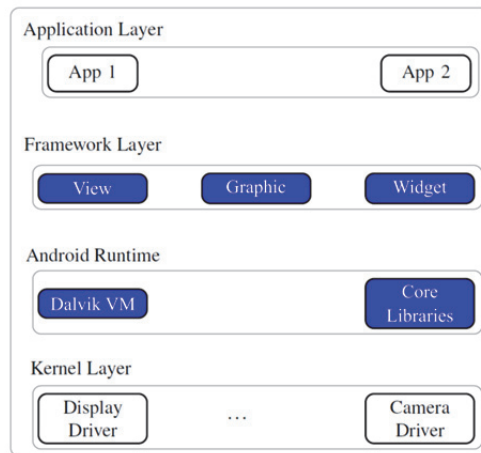 Application Layer
App 1
App 2
Framework Layer
View
Graphic
Widget
Android Runtime
Dalvik VM
Core
Libraries
Kernel Layer
Display
Driver
...
Camera
Driver